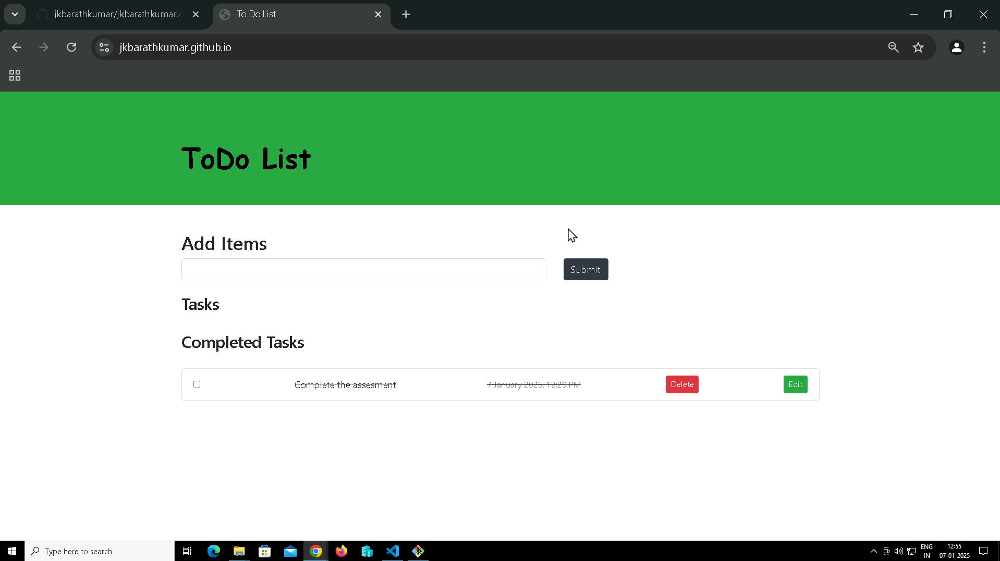 jkbarathkumar/jkbarathkumar.g
To Do List
jkbarathkumar.github.io
ToDo List
Add Items
Submit
Tasks
Completed Tasks
Complete the assesment 7 January 2025, 12:29 PM Delete Edit
Type here to search
ENG
IN
12:55
07-01-2025